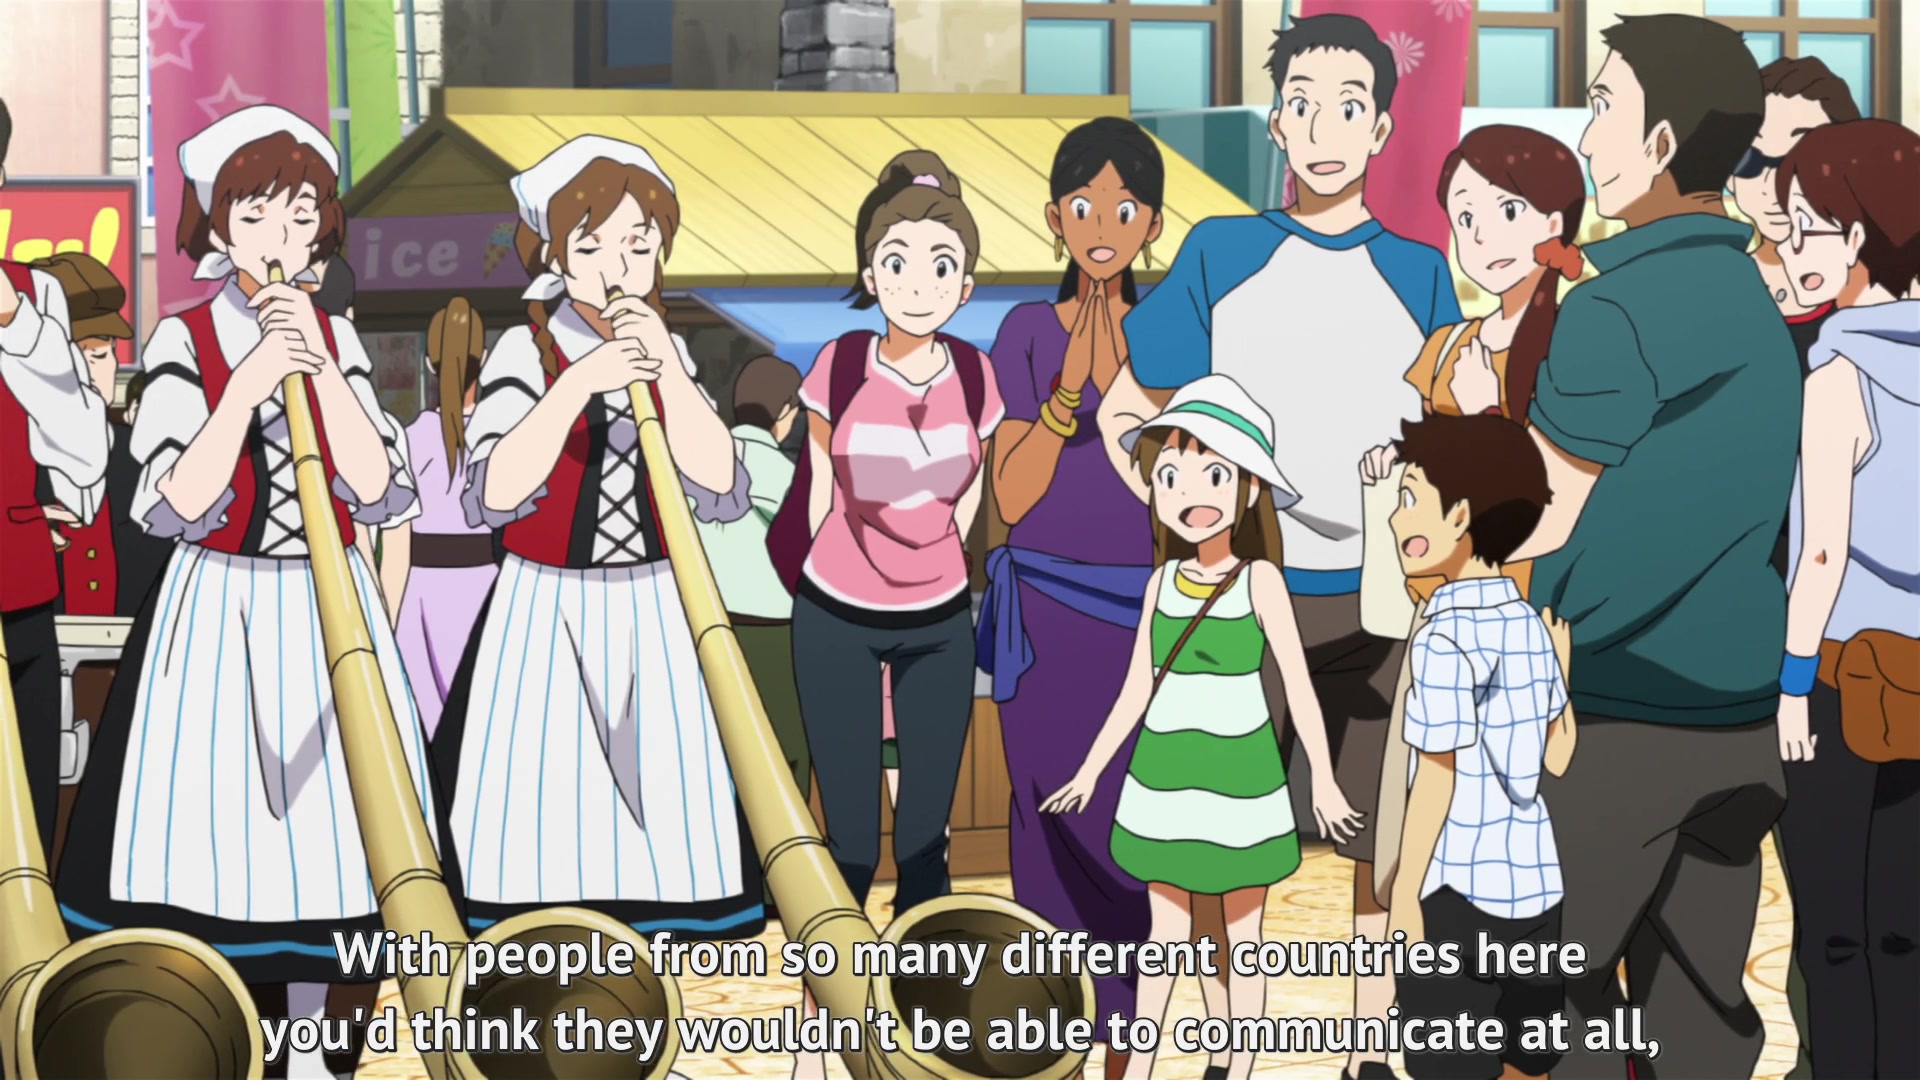 ice
With people from so many different countries here
you'd think they wouldn't be able to communicate at all,